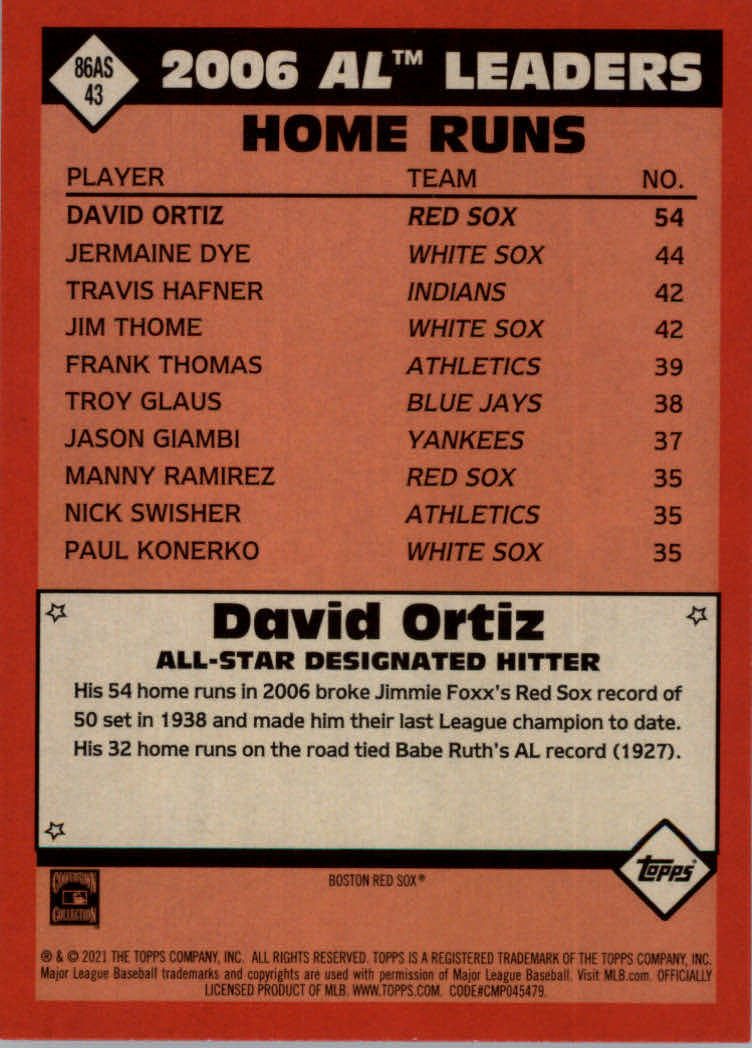 86AS
43
2006 AL™ LEADERS
HOME RUNS
PLAYER TEAM NO.
DAVID ORTIZ RED SOX 54
JERMAINE DYE WHITE SOX 44
TRAVIS HAFNER INDIANS 42
JIM THOME WHITE SOX 42
FRANK THOMAS ATHLETICS 39
TROY GLAUS BLUE JAYS 38
JASON GIAMBI YANKEES 37
MANNY RAMIREZ RED SOX 35
NICK SWISHER ATHLETICS 35
PAUL KONERKO WHITE SOX 35
David Ortiz
ALL-STAR DESIGNATED HITTER
His 54 home runs in 2006 broke Jimmie Foxx's Red Sox record of
50 set in 1938 and made him their last League champion to date.
His 32 home runs on the road tied Babe Ruth's AL record (1927).
Topps®
COOPERSTOWN
COLLECTION
BOSTON RED SOX®
® & © 2021 THE TOPPS COMPANY, INC. ALL RIGHTS RESERVED. TOPPS IS A REGISTERED TRADEMARK OF THE TOPPS COMPANY, INC.
Major League Baseball trademarks and copyrights are used with permission of Major League Baseball. Visit MLB.com. OFFICIALLY
LICENSED PRODUCT OF MLB. WWW.TOPPS.COM. CODE#CMP045479.